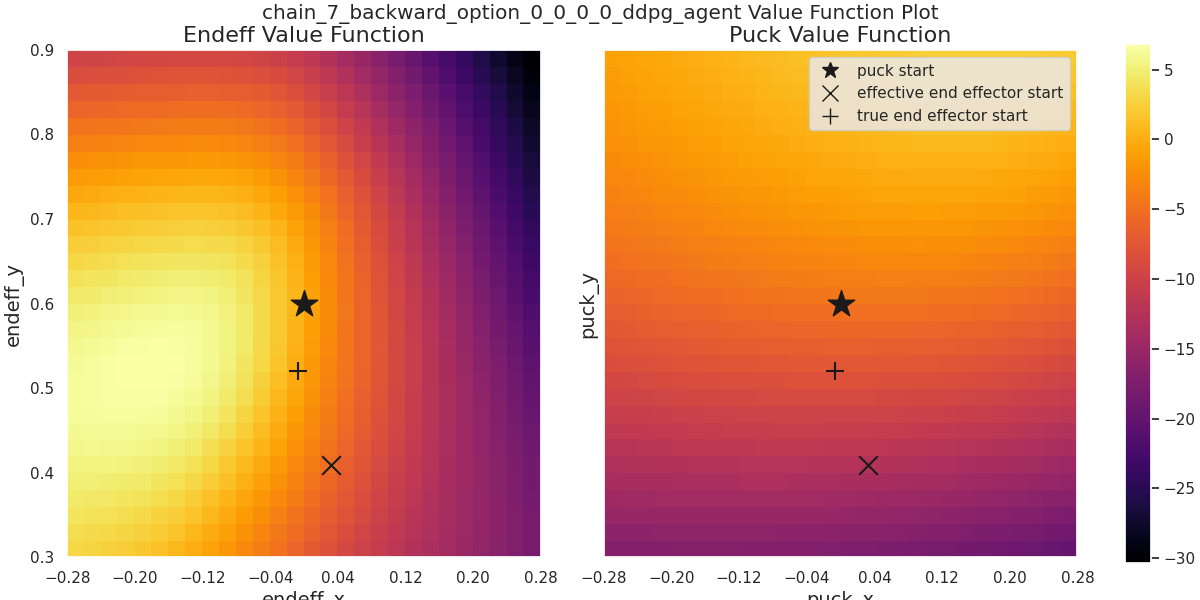 chain_7_backward_option_0_0_0_0_ddpg_agent Value Function Plot
Endeff Value Function
Puck Value Function
0.9
0.8
0.7
0.6
0.5
0.4
0.3
endeff_y
−0.28 −0.20 −0.12 −0.04 0.04 0.12 0.20 0.28
endeff_x
puck start
effective end effector start
true end effector start
puck_y
−0.28 −0.20 −0.12 −0.04 0.04 0.12 0.20 0.28
puck_x
5
0
−5
−10
−15
−20
−25
−30